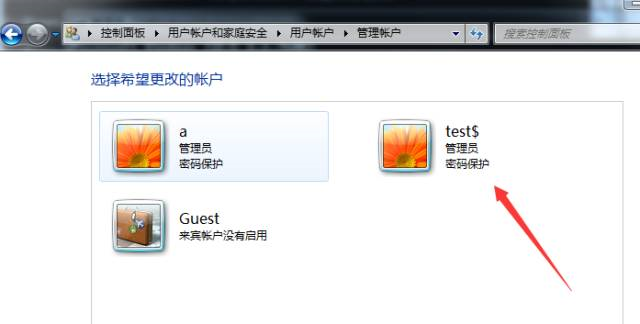 控制面板 ▶ 用户帐户和家庭安全 ▶ 用户帐户 ▶ 管理帐户
搜索控制面板
选择希望更改的帐户
a
管理员
密码保护
test$
管理员
密码保护
Guest
来宾帐户没有启用